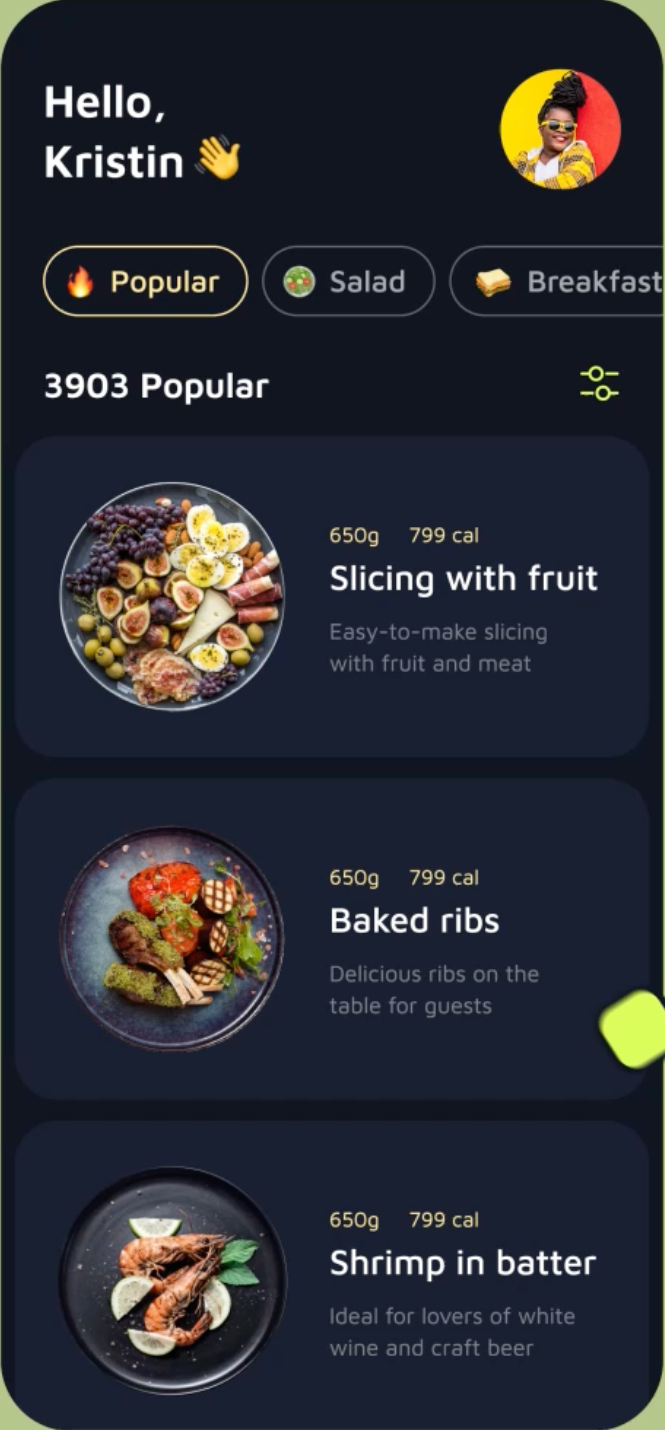 Hello,
Kristin 👋
Popular
Salad
Breakfast
3903 Popular
650g 799 cal
Slicing with fruit
Easy-to-make slicing
with fruit and meat
650g 799 cal
Baked ribs
Delicious ribs on the
table for guests
650g 799 cal
Shrimp in batter
Ideal for lovers of white
wine and craft beer